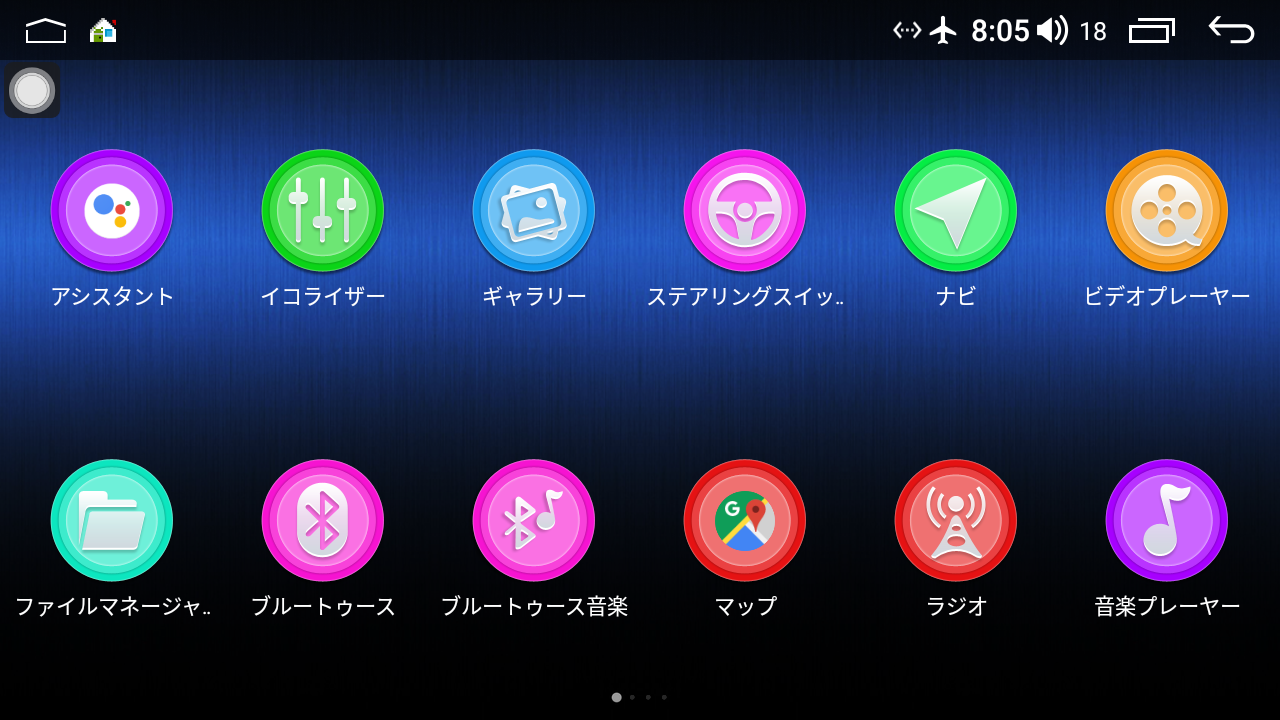 8:05 18
アシスタント
イコライザー
ギャラリー
ステアリングスイッ..
ナビ
ビデオプレーヤー
ファイルマネージャ..
ブルートゥース
ブルートゥース音楽
G
マップ
ラジオ
音楽プレーヤー